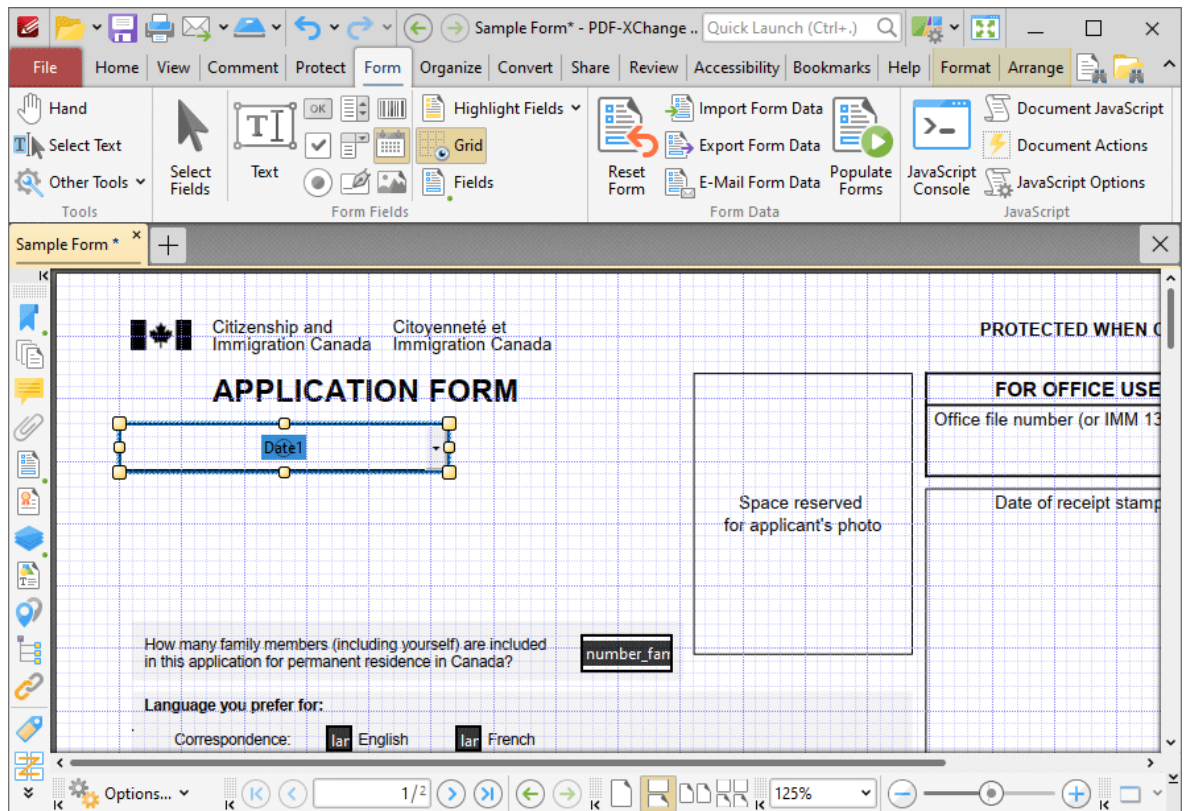 Sample Form* - PDF-XChange ..
Quick Launch (Ctrl+.)
File Home View Comment Protect Form Organize Convert Share Review Accessibility Bookmarks Help Format Arrange
Hand
Select Text
Other Tools
Tools
Select Fields
Text
OK
Form Fields
Highlight Fields
Grid
Fields
Reset Form
Import Form Data
Export Form Data
E-Mail Form Data
Populate Forms
Form Data
JavaScript Console
Document JavaScript
Document Actions
JavaScript Options
JavaScript
Sample Form *
Citizenship and
Immigration Canada
Citoyenneté et
Immigration Canada
PROTECTED WHEN C
APPLICATION FORM
Date1
FOR OFFICE USE
Office file number (or IMM 13
Space reserved
for applicant's photo
Date of receipt stamp
How many family members (including yourself) are included
in this application for permanent residence in Canada?
number_fam
Language you prefer for:
Correspondence: lar English lar French
Options...
1/2
125%